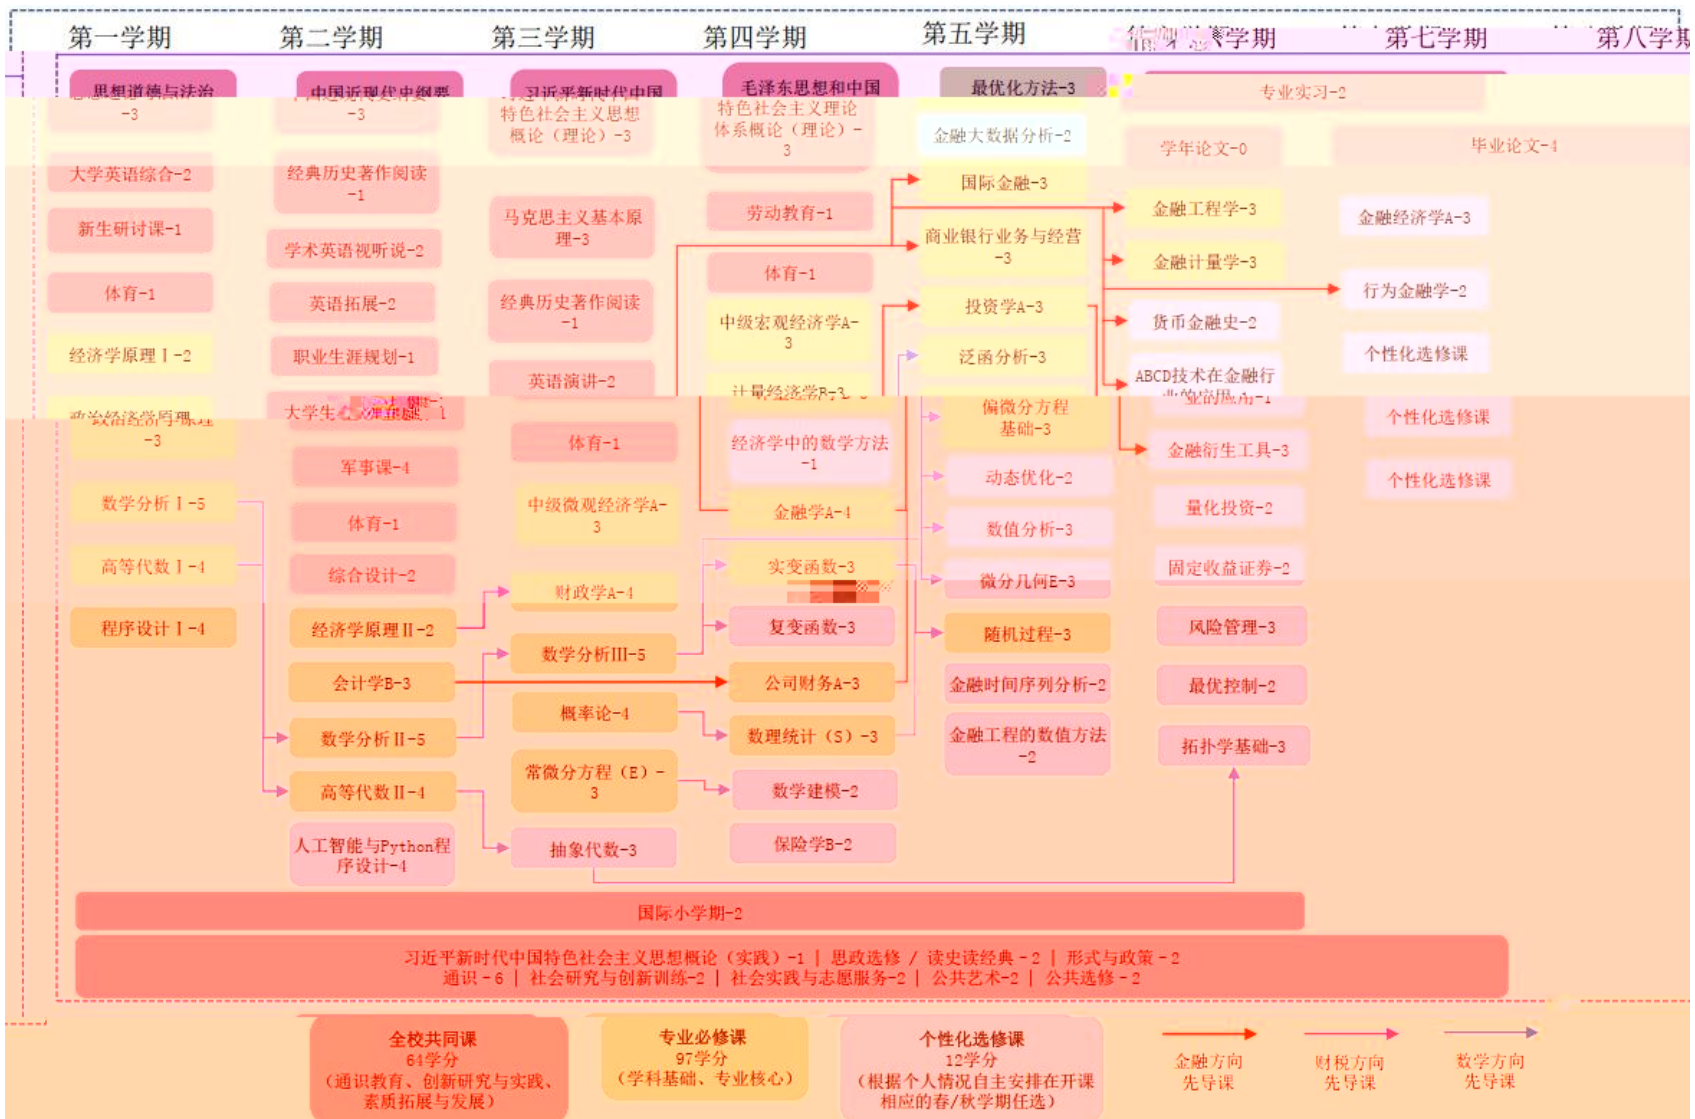 第一学期
第二学期
第三学期
第四学期
第五学期
学期
第七学期
第八学期
思想道德与法治
-3
大学英语综合-2
新生研讨课-1
体育-1
经济学原理Ⅰ-2
政治经济学原理
-3
数学分析Ⅰ-5
高等代数Ⅰ-4
程序设计Ⅰ-4
中国近现代史纲要
-3
经典历史著作阅读
-1
学术英语视听说-2
英语拓展-2
职业生涯规划-1
大学生
军事课-4
体育-1
综合设计-2
经济学原理Ⅱ-2
会计学B-3
数学分析Ⅱ-5
高等代数Ⅱ-4
人工智能与Python程
序设计-4
习近平新时代中国
特色社会主义思想
概论（理论）-3
马克思主义基本原
理-3
经典历史著作阅读
-1
英语演讲-2
体育-1
中级微观经济学A-
3
财政学A-4
数学分析III-5
概率论-4
常微分方程（E）-
3
抽象代数-3
毛泽东思想和中国
特色社会主义理论
体系概论（理论）-
3
劳动教育-1
体育-1
中级宏观经济学A-
3
计量经济学B-3
经济学中的数学方法
-1
金融学A-4
实变函数-3
复变函数-3
公司财务A-3
数理统计（S）-3
数学建模-2
保险学B-2
最优化方法-3
金融大数据分析-2
国际金融-3
商业银行业务与经营
-3
投资学A-3
泛函分析-3
偏微分方程
基础-3
动态优化-2
数值分析-3
微分几何E-3
随机过程-3
金融时间序列分析-2
金融工程的数值方法
-2
专业实习-2
学年论文-0
金融工程学-3
金融计量学-3
货币金融史-2
ABCD技术在金融行
业的应用-1
金融衍生工具-3
量化投资-2
固定收益证券-2
风险管理-3
最优控制-2
拓扑学基础-3
毕业论文-4
金融经济学A-3
行为金融学-2
个性化选修课
个性化选修课
个性化选修课
国际小学期-2
习近平新时代中国特色社会主义思想概论（实践）-1 | 思政选修 / 读史读经典-2 | 形式与政策-2
通识-6 | 社会研究与创新训练-2 | 社会实践与志愿服务-2 | 公共艺术-2 | 公共选修-2
全校共同课
64学分
（通识教育、创新研究与实践、
素质拓展与发展）
专业必修课
97学分
（学科基础、专业核心）
个性化选修课
12学分
（根据个人情况自主安排在开课
相应的春/秋学期任选）
金融方向
先导课
财税方向
先导课
数学方向
先导课